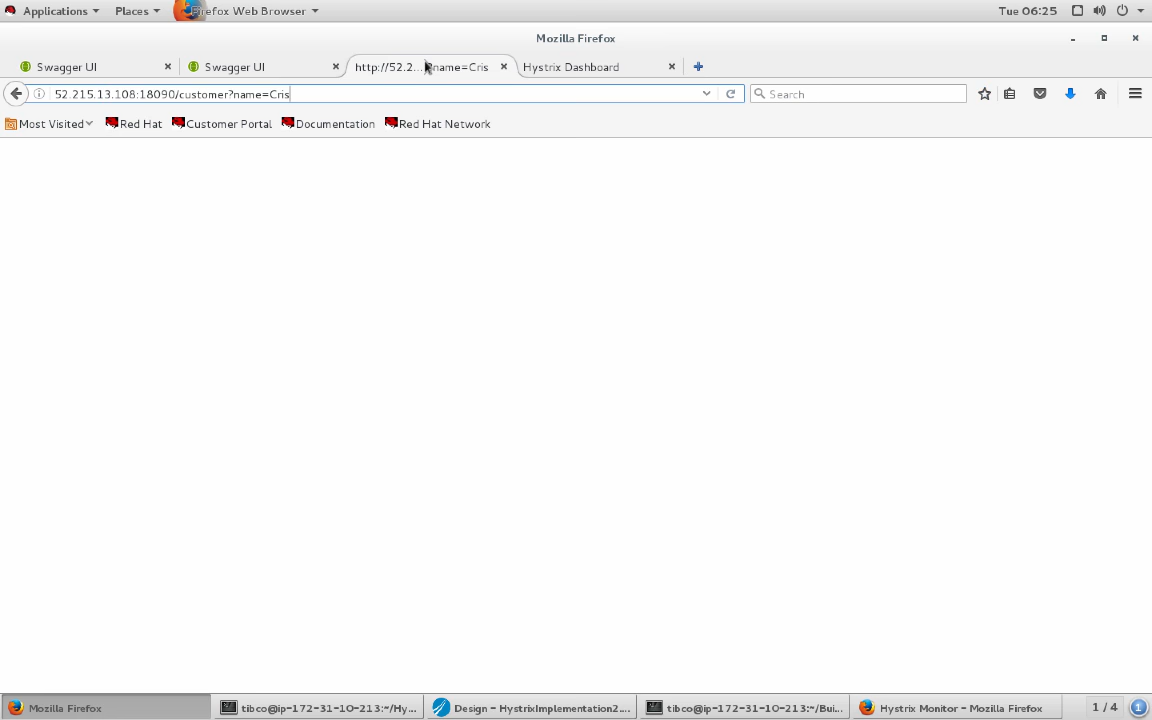 Applications Places Firefox Web Browser Tue 06:25
Mozilla Firefox
Swagger UI Swagger UI http://52.2... ?name=Cris Hystrix Dashboard
52.215.13.108:18090/customer?name=Cris Search
Most Visited Red Hat Customer Portal Documentation Red Hat Network
Mozilla Firefox tibco@ip-172-31-10-213:~/Hy... Design - HystrixImplementation2.... tibco@ip-172-31-10-213:~/Bui... Hystrix Monitor - Mozilla Firefox 1 / 4 1